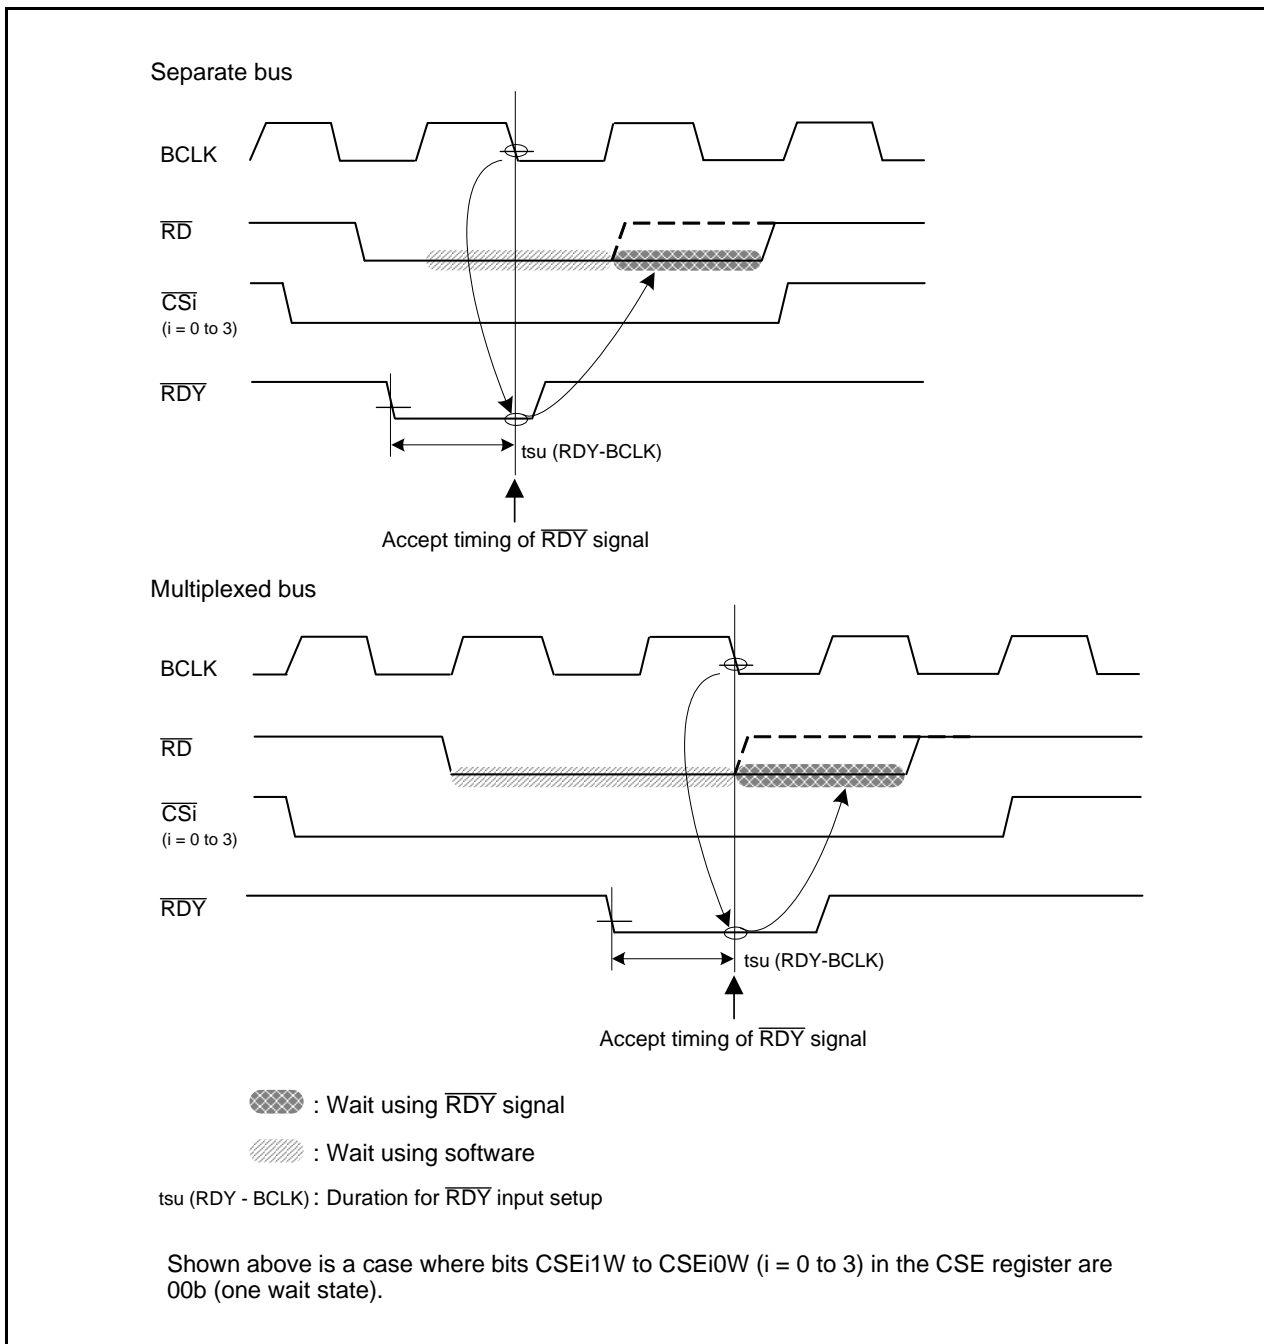 Separate bus
BCLK
RD
CSi
(i = 0 to 3)
RDY
tsu (RDY-BCLK)
Accept timing of RDY signal
Multiplexed bus
BCLK
RD
CSi
(i = 0 to 3)
RDY
tsu (RDY-BCLK)
Accept timing of RDY signal
: Wait using RDY signal
: Wait using software
tsu (RDY - BCLK) : Duration for RDY input setup
Shown above is a case where bits CSEi1W to CSEi0W (i = 0 to 3) in the CSE register are
00b (one wait state).